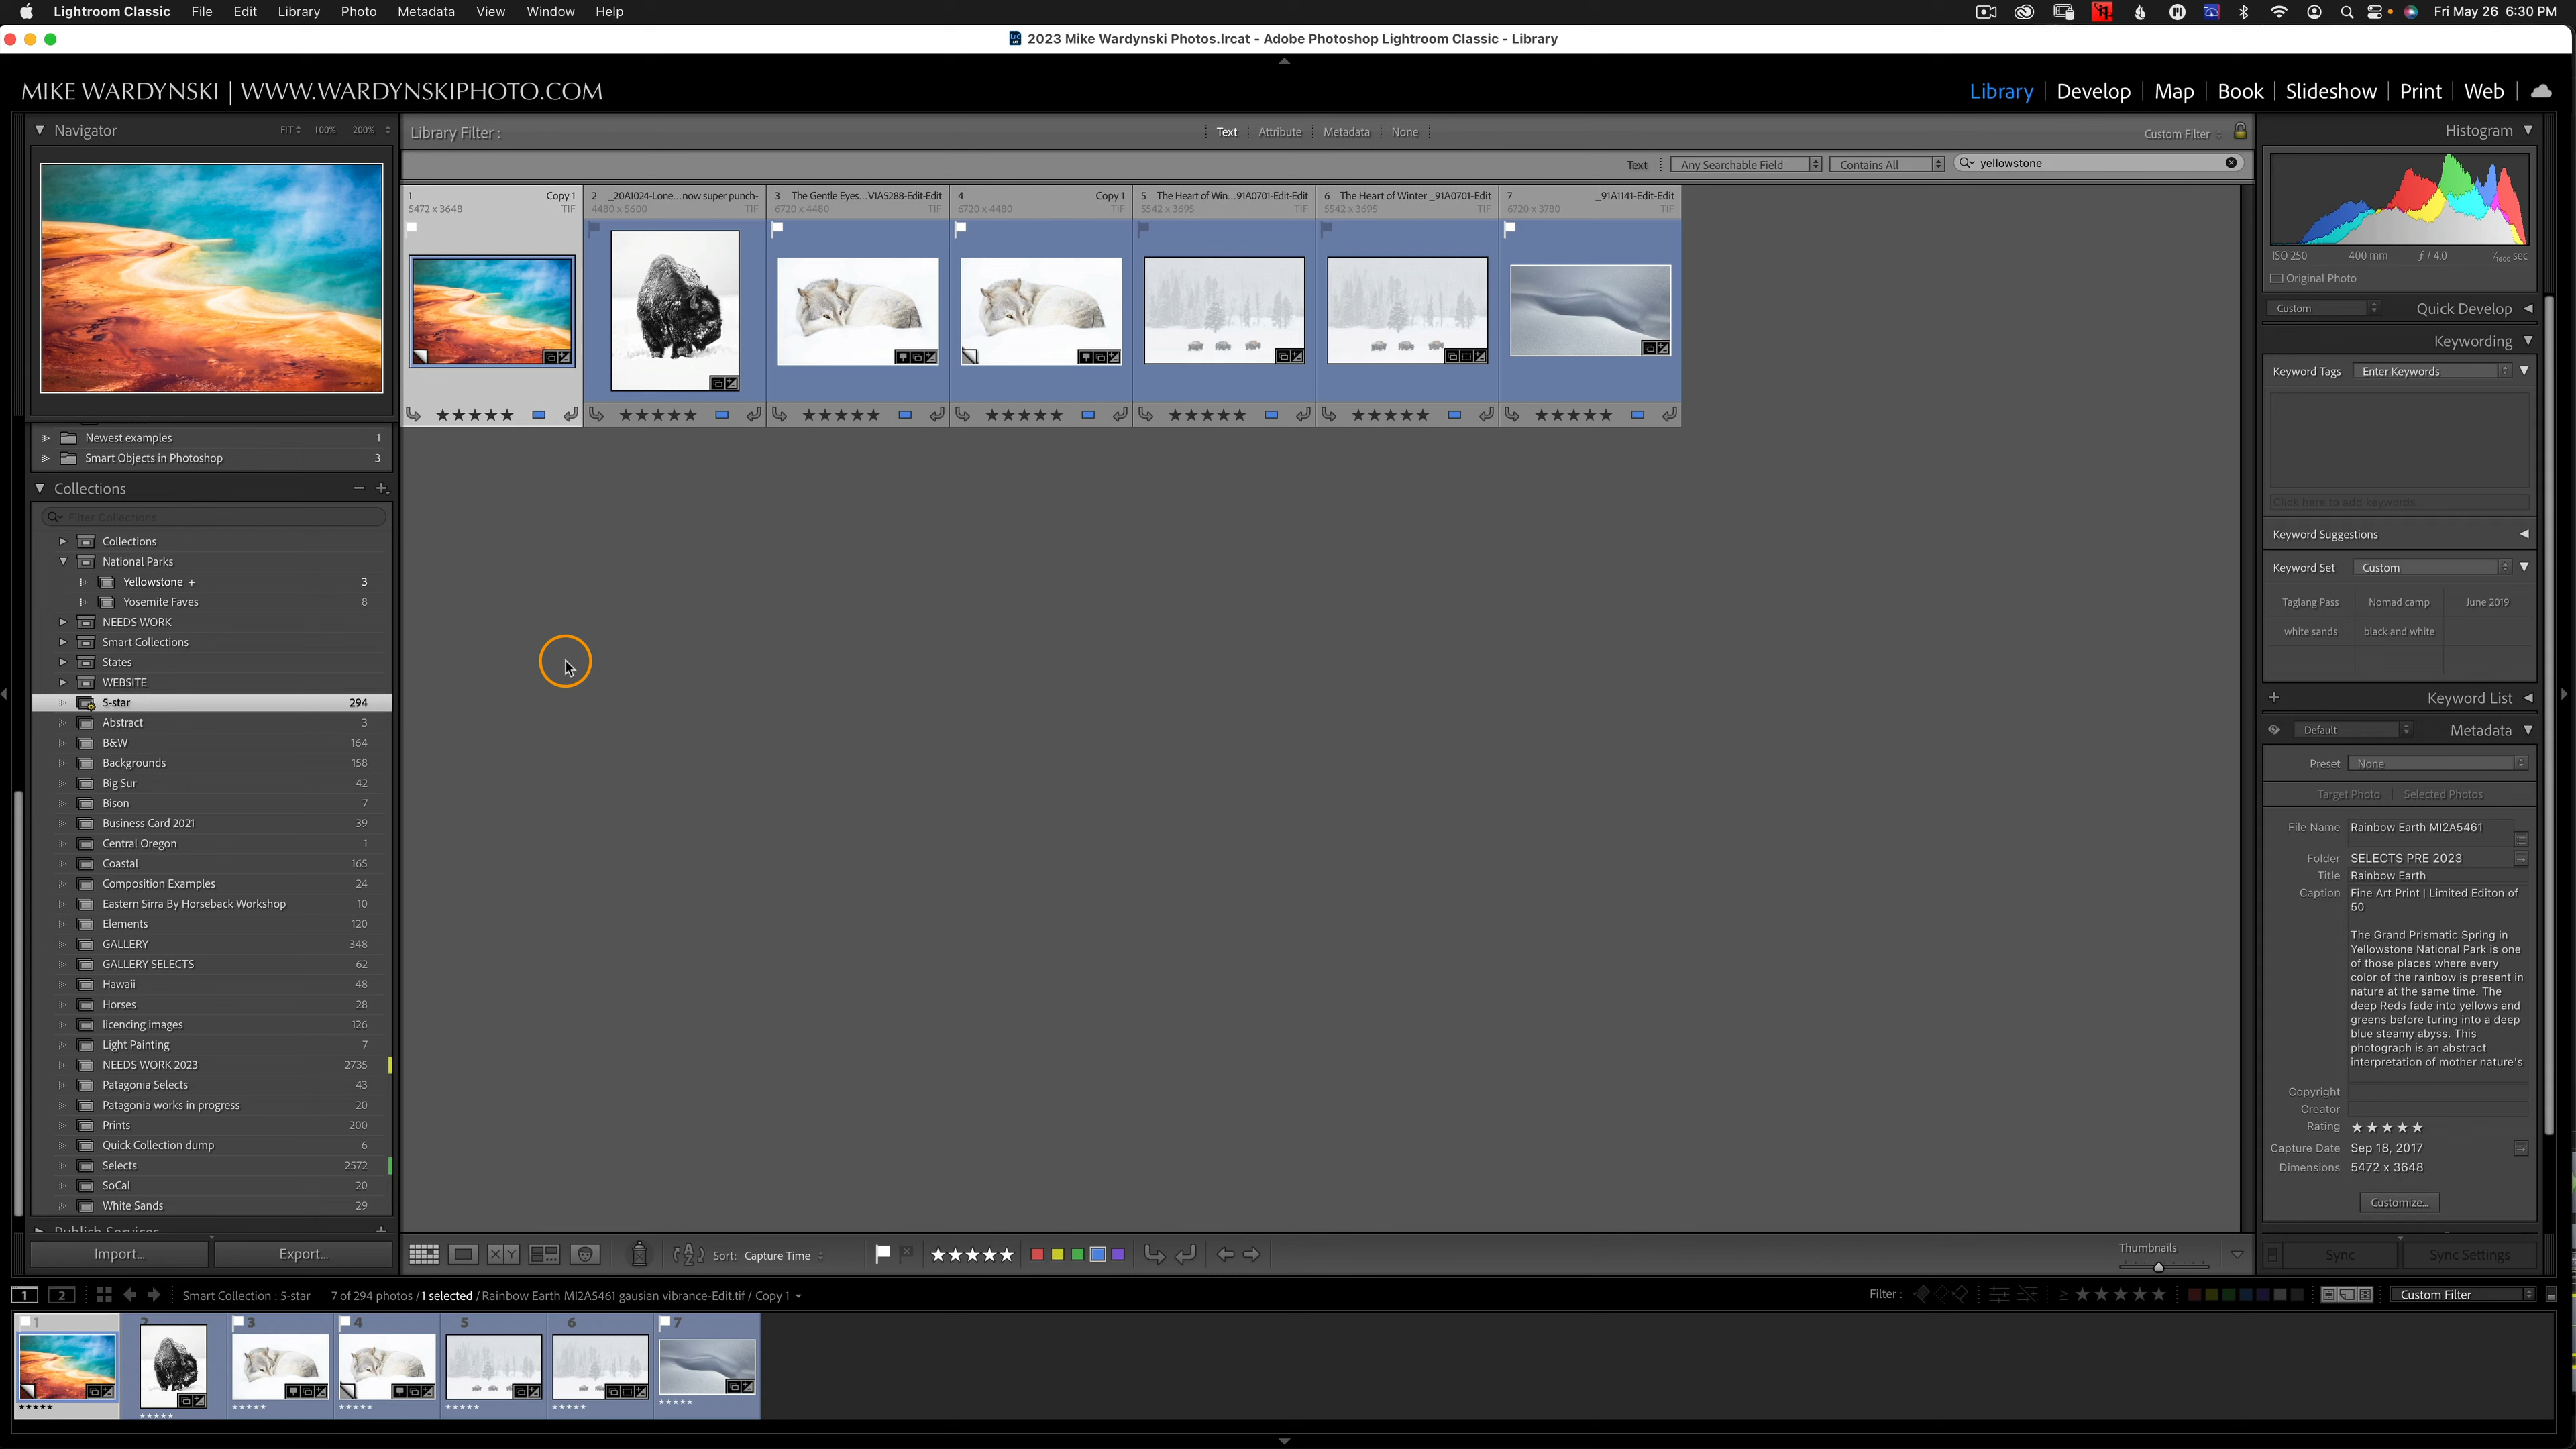 Lightroom Classic File Edit Library Photo Metadata View Window Help Fri May 26 6:30 PM
2023 Mike Wardynski Photos.lrcat - Adobe Photoshop Lightroom Classic - Library
MIKE WARDYNSKI | WWW.WARDYNSKIPHOTO.COM
Library | Develop | Map | Book | Slideshow | Print | Web
Navigator FIT 100% 200%
Library Filter : Text Attribute Metadata None Custom Filter
Text Any Searchable Field Contains All yellowstone
1 Copy 1
5472 x 3648 TIF
2 _20A1024-Lone...now super punch-
4480 x 5600 TIF
3 The Gentle Eyes...V1AS288-Edit-Edit
6720 x 4480 TIF
4 Copy 1
6720 x 4480 TIF
5 The Heart of Win...91A0701-Edit-Edit
5542 x 3695 TIF
6 The Heart of Winter _91A0701-Edit
5542 x 3695 TIF
7 _91A1141-Edit-Edit
6720 x 3780 TIF
Newest examples 1
Smart Objects in Photoshop 3
Collections
Filter Collections
Collections
National Parks
Yellowstone + 3
Yosemite Faves 8
NEEDS WORK
Smart Collections
States
WEBSITE
5-star 294
Abstract 3
B&W 164
Backgrounds 158
Big Sur 42
Bison 7
Business Card 2021 39
Central Oregon 1
Coastal 165
Composition Examples 24
Eastern Sirra By Horseback Workshop 10
Elements 120
GALLERY 348
GALLERY SELECTS 62
Hawaii 48
Horses 28
licencing images 126
Light Painting 7
NEEDS WORK 2023 2735
Patagonia Selects 43
Patagonia works in progress 20
Prints 200
Quick Collection dump 6
Selects 2572
SoCal 20
White Sands 29
Publish Services
Import... Export...
Histogram
ISO 250 400 mm ƒ / 4.0 1/1600 sec
Original Photo
Custom Quick Develop
Keywording
Keyword Tags Enter Keywords
Click here to add keywords
Keyword Suggestions
Keyword Set Custom
Taglang Pass Nomad camp June 2019
white sands black and white
Keyword List
Default Metadata
Preset None
Target Photo Selected Photos
File Name Rainbow Earth MI2A5461
Folder SELECTS PRE 2023
Title Rainbow Earth
Caption Fine Art Print | Limited Editon of
50
The Grand Prismatic Spring in
Yellowstone National Park is one
of those places where every
color of the rainbow is present in
nature at the same time. The
deep Reds fade into yellows and
greens before turing into a deep
blue steamy abyss. This
photograph is an abstract
interpretation of mother nature's
Copyright
Creator
Rating
Capture Date Sep 18, 2017
Dimensions 5472 x 3648
Customize...
Sync Sync Settings
Sort: Capture Time Thumbnails
1 2 Smart Collection : 5-star 7 of 294 photos / 1 selected / Rainbow Earth MI2A5461 gausian vibrance-Edit.tif / Copy 1
Filter : Custom Filter
1 2 3 4 5 6 7